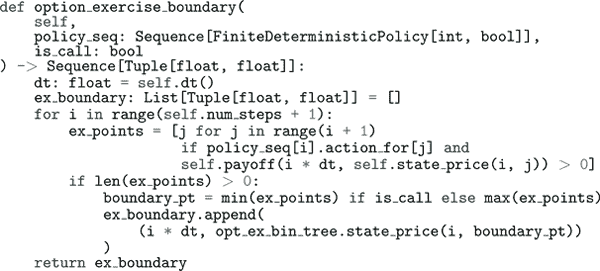 def option_exercise_boundary(
    self,
    policy_seq: Sequence[FiniteDeterministicPolicy[int, bool]],
    is_call: bool
) -> Sequence[Tuple[float, float]]:
    dt: float = self.dt()
    ex_boundary: List[Tuple[float, float]] = []
    for i in range(self.num_steps + 1):
        ex_points = [j for j in range(i + 1)
                     if policy_seq[i].action_for[j] and
                     self.payoff(i * dt, self.state_price(i, j)) > 0]
        if len(ex_points) > 0:
            boundary_pt = min(ex_points) if is_call else max(ex_points)
            ex_boundary.append(
                (i * dt, opt_ex_bin_tree.state_price(i, boundary_pt))
            )
    return ex_boundary